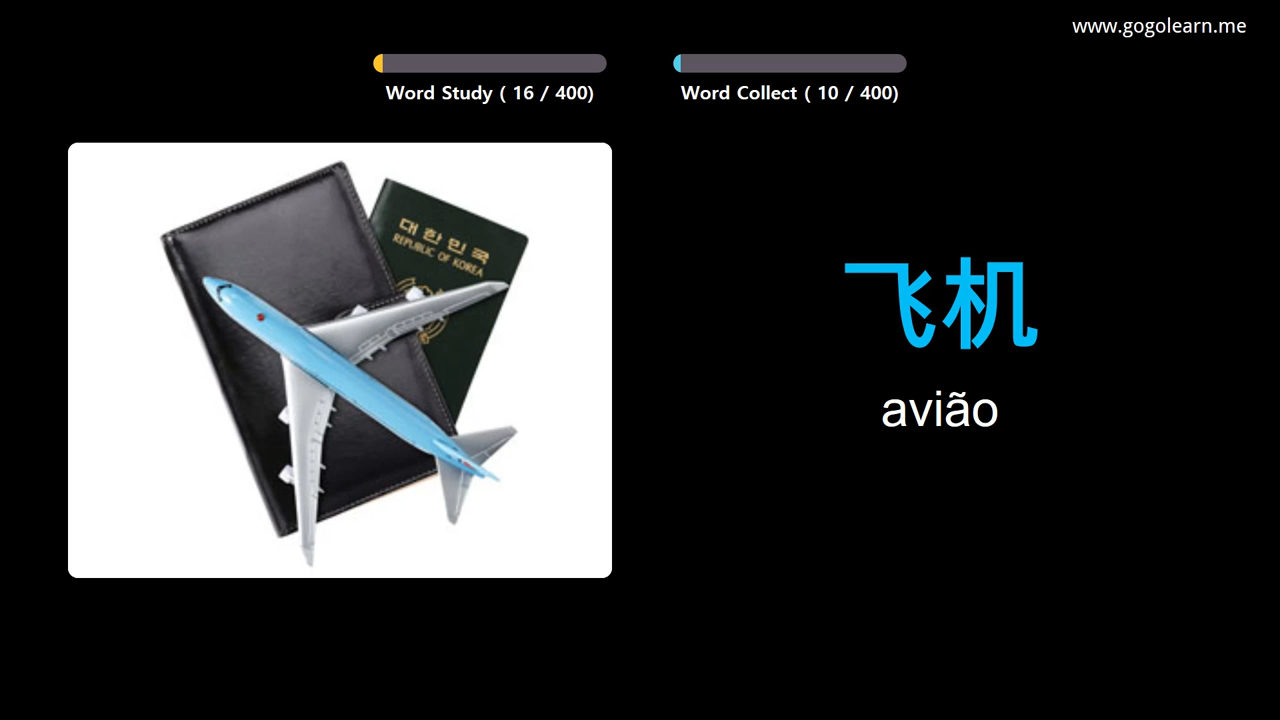 www.gogolearn.me
Word Study ( 16 / 400)
Word Collect ( 10 / 400)
대한민국
REPUBLIC OF KOREA
飞机
avião